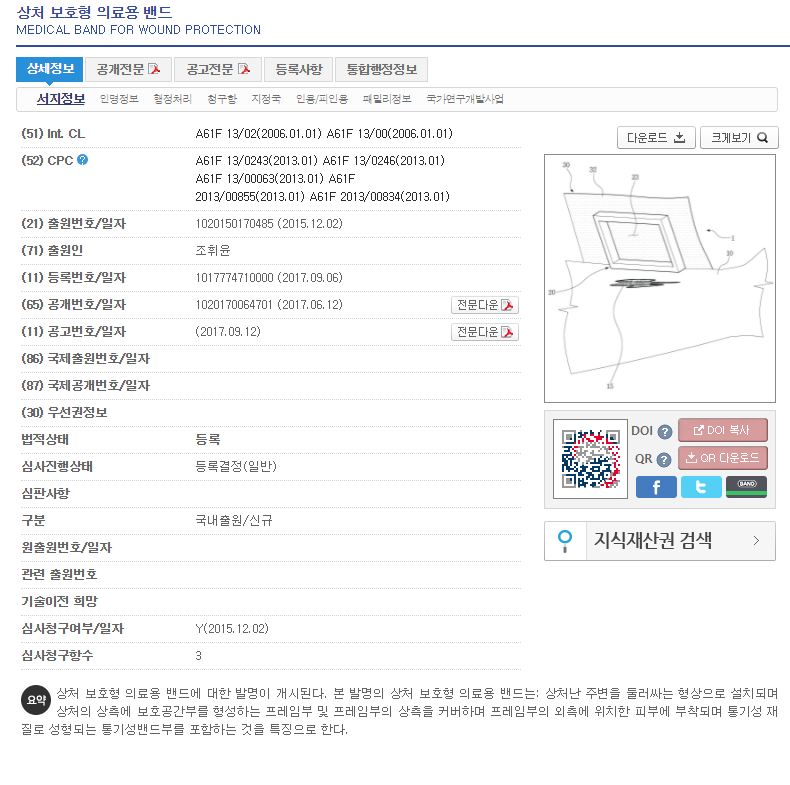 상처 보호형 의료용 밴드
MEDICAL BAND FOR WOUND PROTECTION
상세정보 공개전문 공고전문 등록사항 통합행정정보
서지정보 인명정보 행정처리 청구항 지정국 인용/피인용 패밀리정보 국가연구개발사업
(51) Int. CL A61F 13/02(2006.01.01) A61F 13/00(2006.01.01)
다운로드 크게보기
(52) CPC ? A61F 13/0243(2013.01) A61F 13/0246(2013.01)
A61F 13/00063(2013.01) A61F
2013/00855(2013.01) A61F 2013/00834(2013.01)
(21) 출원번호/일자 1020150170485 (2015.12.02)
(71) 출원인 조휘윤
(11) 등록번호/일자 1017774710000 (2017.09.06)
(65) 공개번호/일자 1020170064701 (2017.06.12) 전문다운
(11) 공고번호/일자 (2017.09.12) 전문다운
(86) 국제출원번호/일자
(87) 국제공개번호/일자
(30) 우선권정보
법적상태 등록
심사진행상태 등록결정(일반)
심판사항
구분 국내출원/신규
원출원번호/일자
관련 출원번호
기술이전 희망
심사청구여부/일자 Y(2015.12.02)
심사청구항수 3
30 32 22
1
10
20
15
DOI ? DOI 복사
QR ? QR 다운로드
f t BAND
지식재산권 검색
요약 상처 보호형 의료용 밴드에 대한 발명이 개시된다. 본 발명의 상처 보호형 의료용 밴드는: 상처난 주변을 둘러싸는 형상으로 설치되며
상처의 상측에 보호공간부를 형성하는 프레임부 및 프레임부의 상측을 커버하며 프레임부의 외측에 위치한 피부에 부착되며 통기성 재
질로 성형되는 통기성밴드부를 포함하는 것을 특징으로 한다.